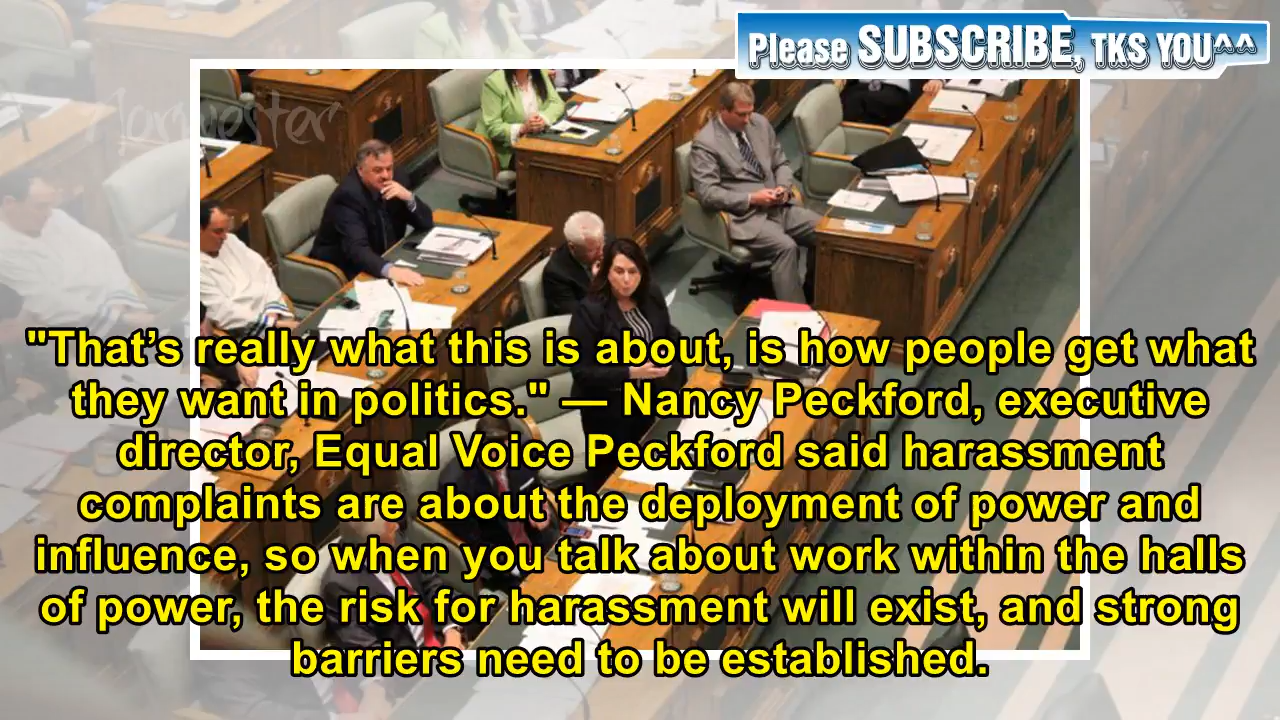 Please SUBSCRIBE, TKS YOU^^
Norwester
"That’s really what this is about, is how people get what
they want in politics." — Nancy Peckford, executive
director, Equal Voice Peckford said harassment
complaints are about the deployment of power and
influence, so when you talk about work within the halls
of power, the risk for harassment will exist, and strong
barriers need to be established.